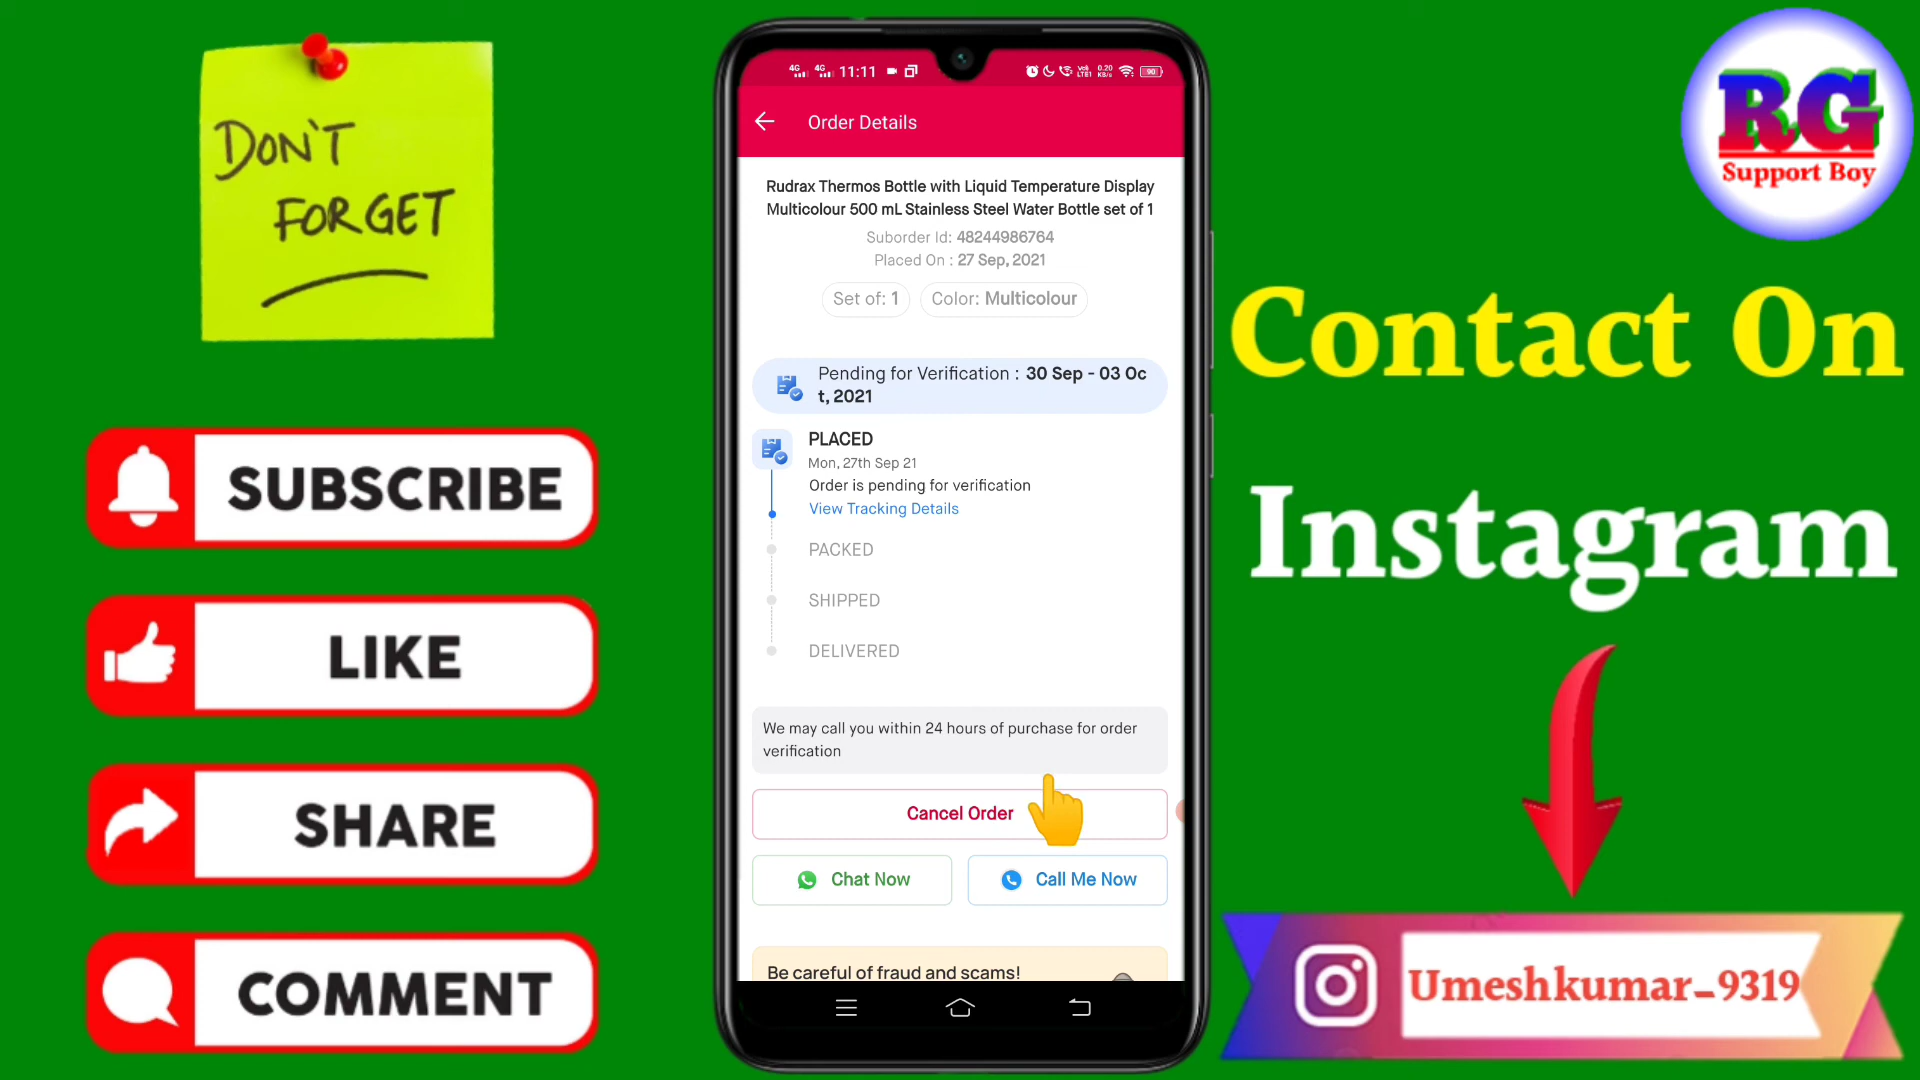 DON'T
FORGET
SUBSCRIBE
LIKE
SHARE
COMMENT
11:11
90
Order Details
Rudrax Thermos Bottle with Liquid Temperature Display
Multicolour 500 mL Stainless Steel Water Bottle set of 1
Suborder Id: 48244986764
Placed On : 27 Sep, 2021
Set of: 1
Color: Multicolour
Pending for Verification : 30 Sep - 03 Oc
t, 2021
PLACED
Mon, 27th Sep 21
Order is pending for verification
View Tracking Details
PACKED
SHIPPED
DELIVERED
We may call you within 24 hours of purchase for order
verification
Cancel Order
Chat Now
Call Me Now
Be careful of fraud and scams!
RG
Support Boy
Contact On
Instagram
Umeshkumar-9319